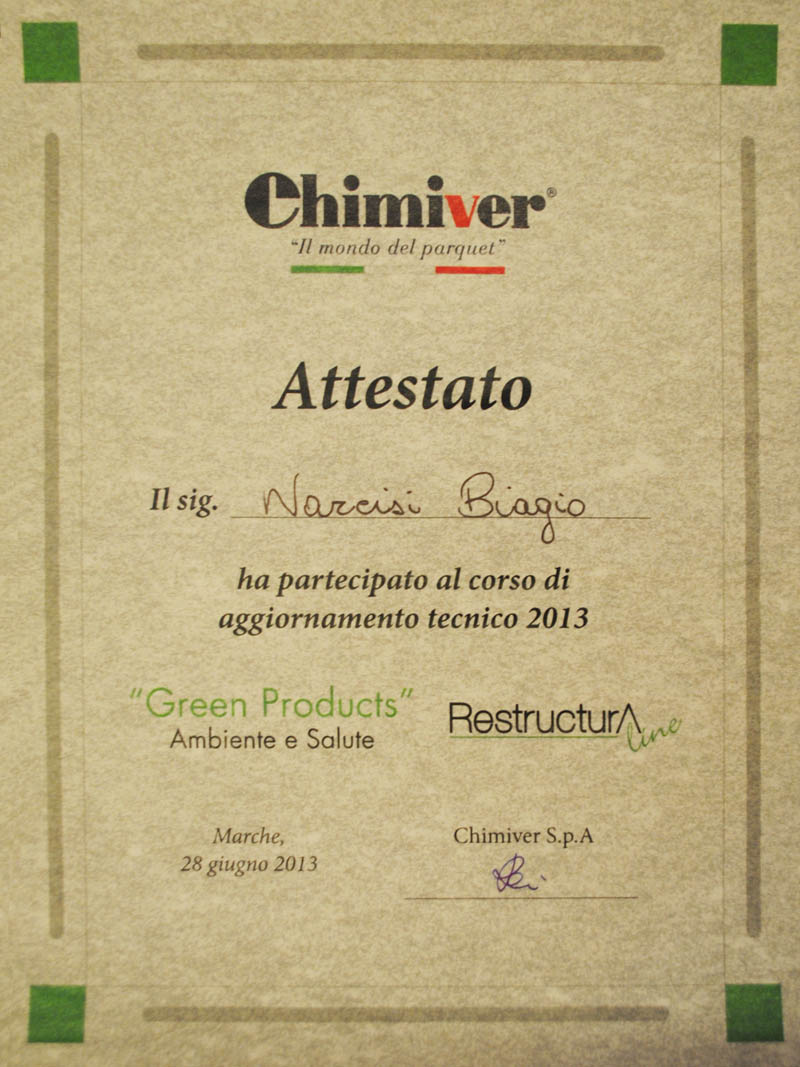 Chimiver®
"Il mondo del parquet"
Attestato
Il sig. Narcisi Biagio
ha partecipato al corso di
aggiornamento tecnico 2013
"Green Products"
Ambiente e Salute
RestructurA line
Marche,
28 giugno 2013
Chimiver S.p.A